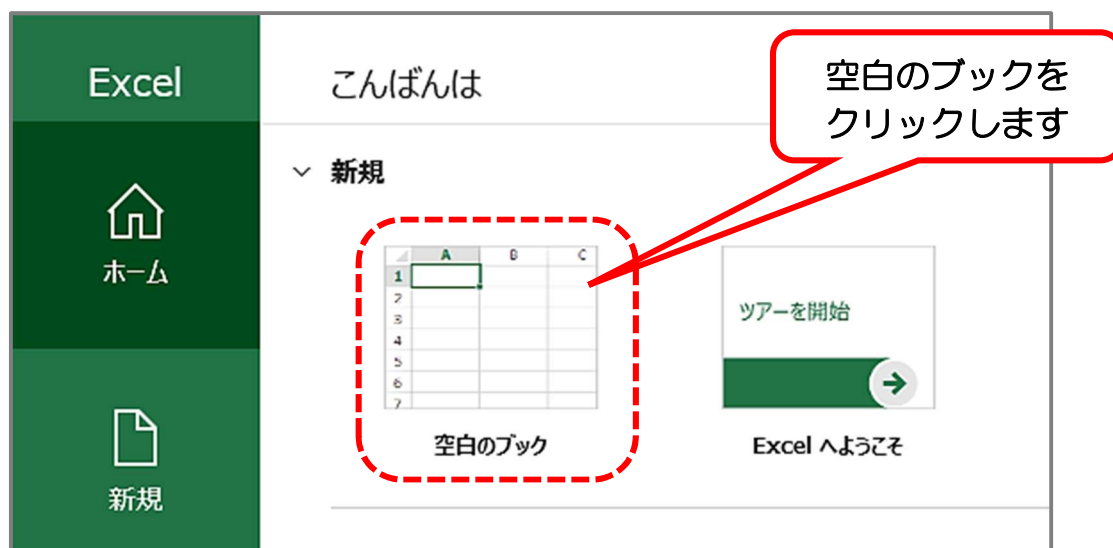 Excel
こんばんは
空白のブックを
クリックします
新規
ホーム
A B C
1
2
3
4
5
6
7
空白のブック
ツアーを開始
Excel へようこそ
新規